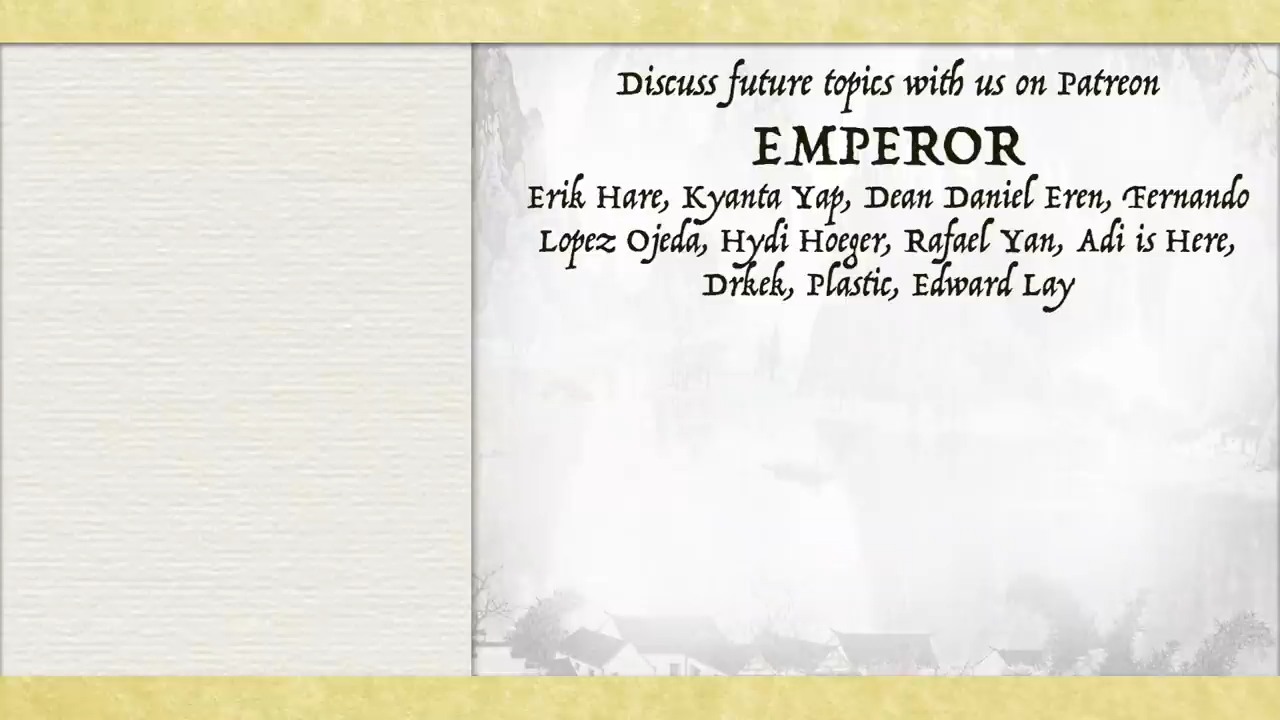 Discuss future topics with us on Patreon
EMPEROR
Erik Hare, Kyanta Yap, Dean Daniel Eren, Fernando
Lopez Ojeda, Hydi Hoeger, Rafael Yan, Adi is Here,
Drkek, Plastic, Edward Lay